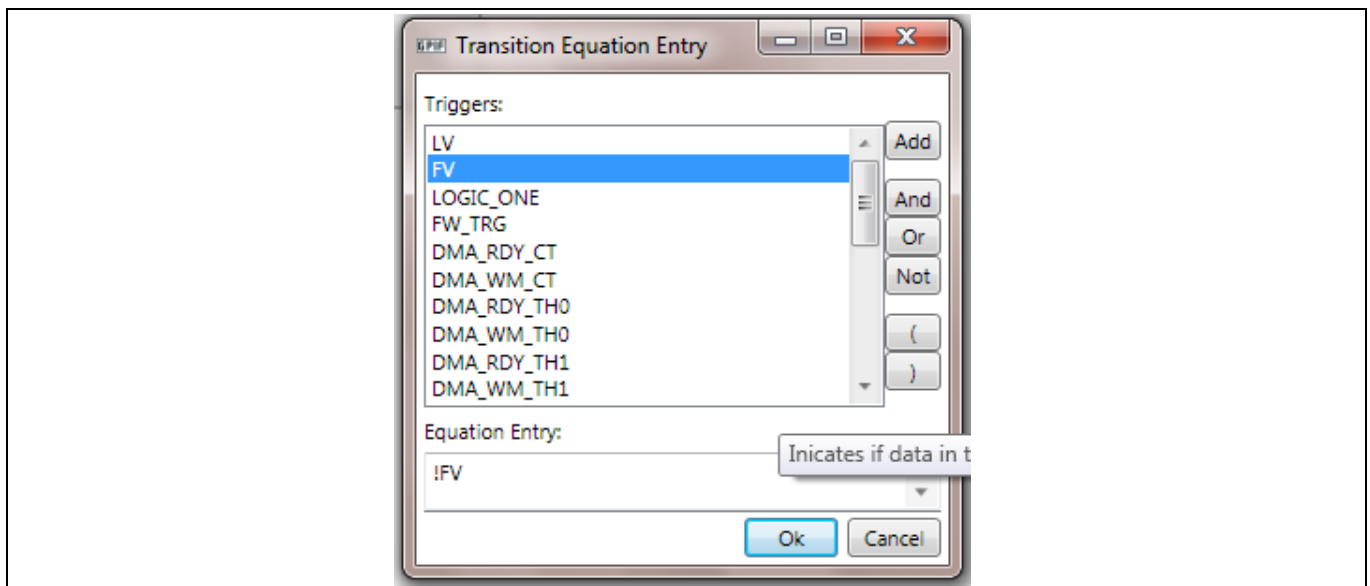 GPIF Transition Equation Entry
Triggers:
LV
Add
FV
LOGIC_ONE
And
FW_TRG
Or
DMA_RDY_CT
DMA_WM_CT
Not
DMA_RDY_TH0
DMA_WM_TH0
(
DMA_RDY_TH1
)
DMA_WM_TH1
Equation Entry:
Inicates if data in t
!FV
Ok
Cancel